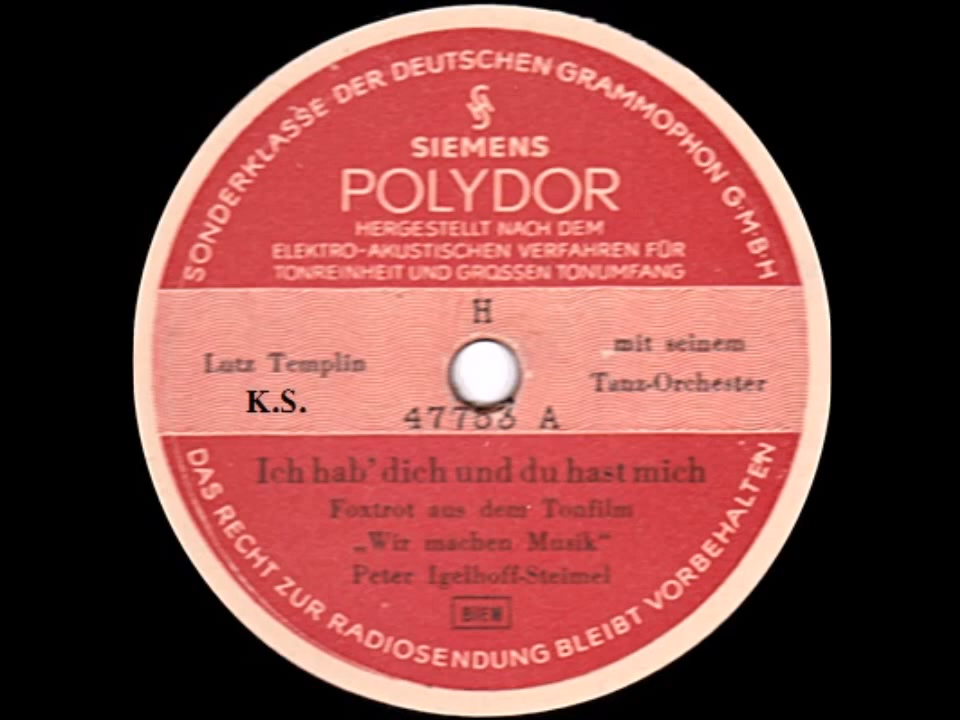 SONDERKLASSE DER DEUTSCHEN GRAMMOPHON G·M·B·H
SIEMENS
POLYDOR
HERGESTELLT NACH DEM
ELEKTRO-AKUSTISCHEN VERFAHREN FÜR
TONREINHEIT UND GROSSEN TONUMFANG
H
Lutz Templin
mit seinem
Tanz-Orchester
K.S.
47783 A
Ich hab' dich und du hast mich
Foxtrot aus dem Tonfilm
„Wir machen Musik"
Peter Igelhoff-Steimel
BIEM
DAS RECHT ZUR RADIOSENDUNG BLEIBT VORBEHALTEN